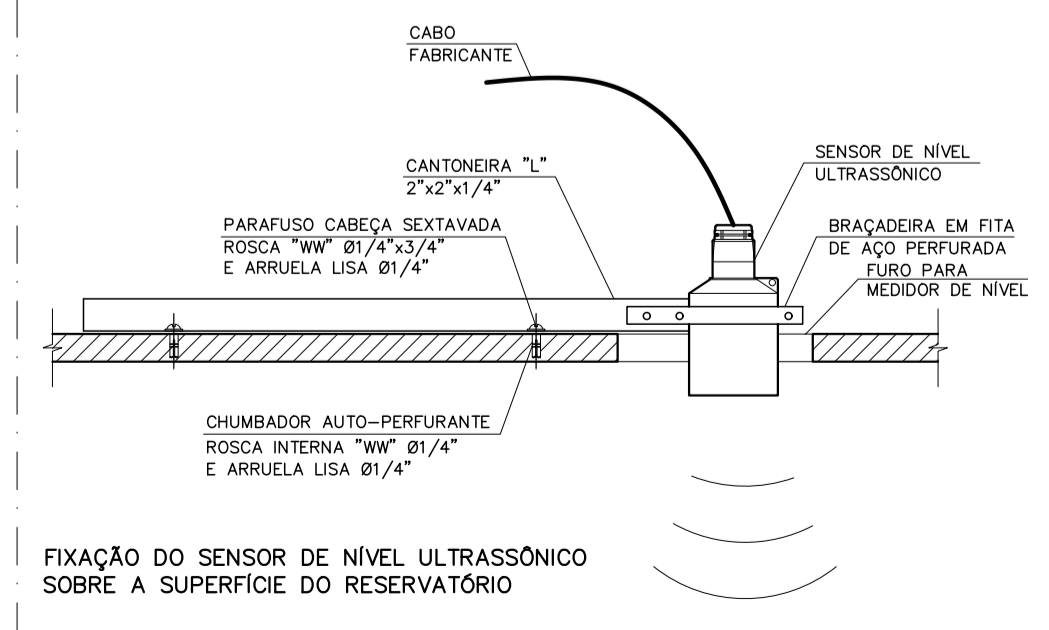 CABO
FABRICANTE
CANTONEIRA "L"
2"x2"x1/4"
SENSOR DE NÍVEL
ULTRASSÔNICO
PARAFUSO CABEÇA SEXTAVADA
ROSCA "WW" Ø1/4"x3/4"
E ARRUELA LISA Ø1/4"
BRAÇADEIRA EM FITA
DE AÇO PERFURADA
FURO PARA
MEDIDOR DE NÍVEL
CHUMBADOR AUTO-PERFURANTE
ROSCA INTERNA "WW" Ø1/4"
E ARRUELA LISA Ø1/4"
FIXAÇÃO DO SENSOR DE NÍVEL ULTRASSÔNICO
SOBRE A SUPERFÍCIE DO RESERVATÓRIO